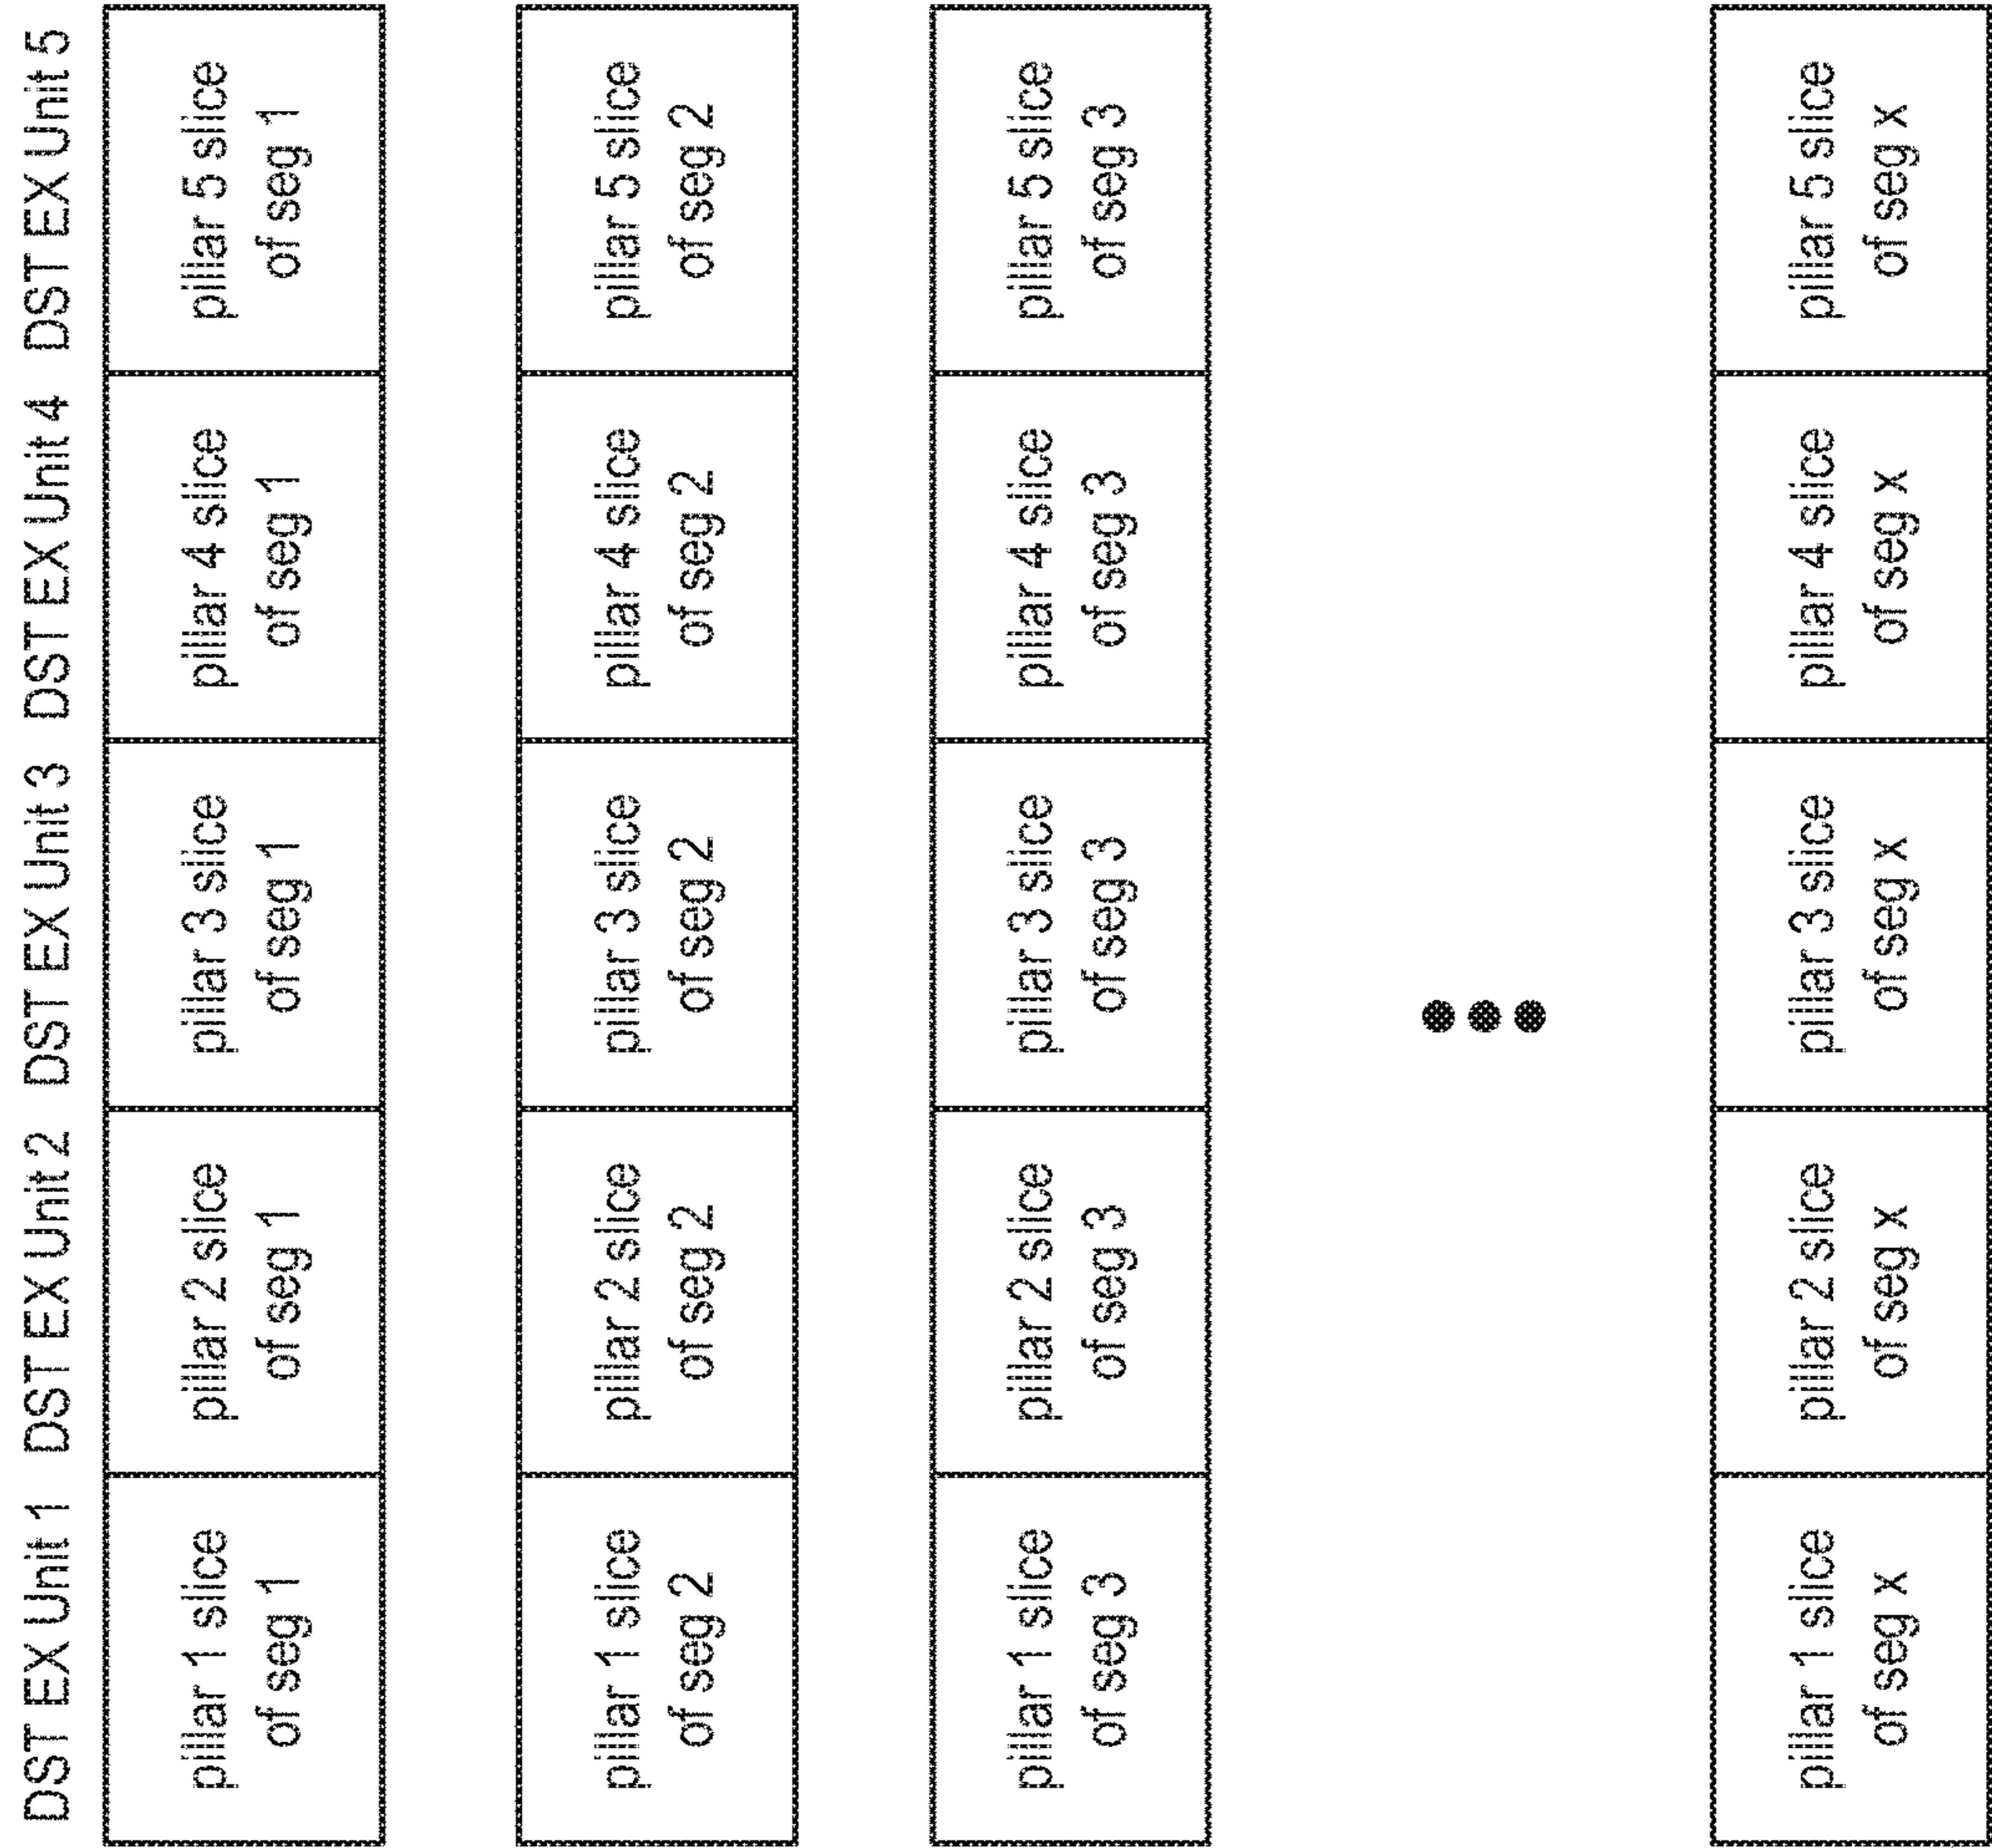 DST EX Unit 1 DST EX Unit 2 DST EX Unit 3 DST EX Unit 4 DST EX Unit 5
pillar 1 slice pillar 2 slice pillar 3 slice pillar 4 slice pillar 5 slice
of seg 1 of seg 1 of seg 1 of seg 1 of seg 1
pillar 1 slice pillar 2 slice pillar 3 slice pillar 4 slice pillar 5 slice
of seg 2 of seg 2 of seg 2 of seg 2 of seg 2
pillar 1 slice pillar 2 slice pillar 3 slice pillar 4 slice pillar 5 slice
of seg 3 of seg 3 of seg 3 of seg 3 of seg 3
pillar 1 slice pillar 2 slice pillar 3 slice pillar 4 slice pillar 5 slice
of seg x of seg x of seg x of seg x of seg x